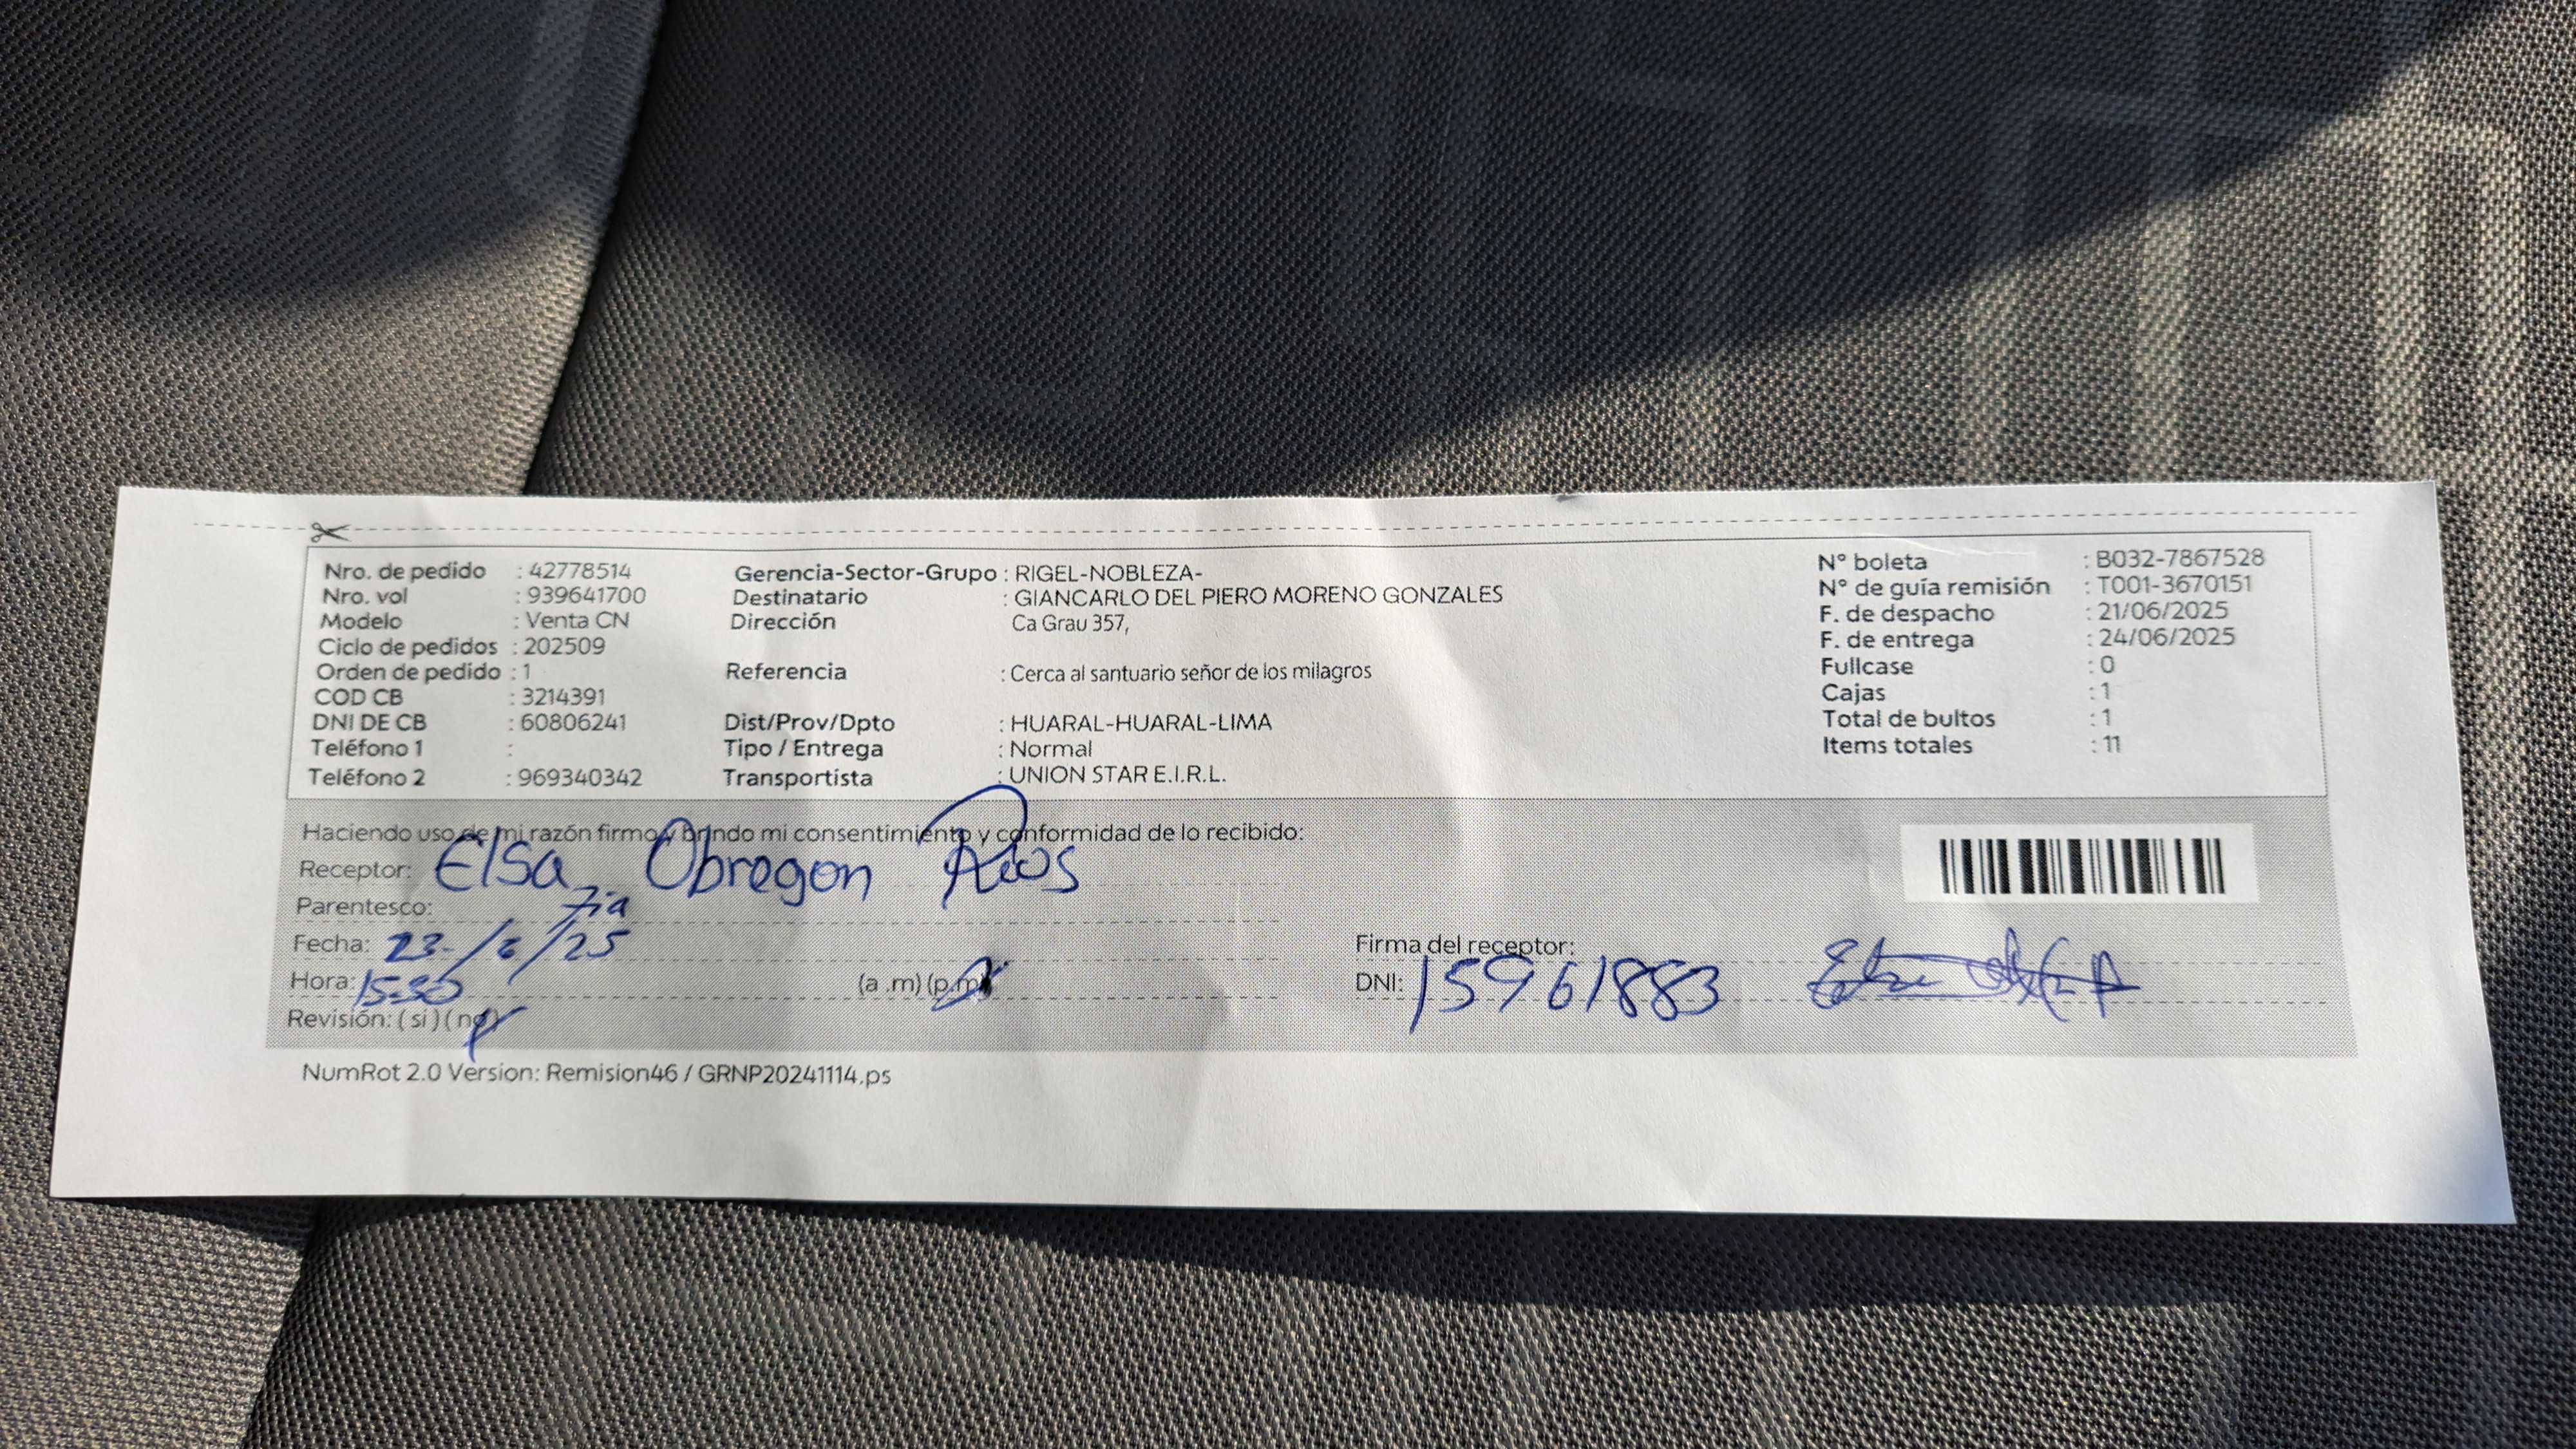 Nro. de pedido : 42778514 Gerencia-Sector-Grupo : RIGEL-NOBLEZA- N° boleta : B032-7867528
Nro. vol : 939641700 Destinatario : GIANCARLO DEL PIERO MORENO GONZALES N° de guía remisión : T001-3670151
Modelo : Venta CN Dirección Ca Grau 357, F. de despacho : 21/06/2025
Ciclo de pedidos : 202509 F. de entrega : 24/06/2025
Orden de pedido : 1 Referencia : Cerca al santuario señor de los milagros Fullcase : 0
COD CB : 3214391 Cajas : 1
DNI DE CB : 60806241 Dist/Prov/Dpto : HUARAL-HUARAL-LIMA Total de bultos : 1
Teléfono 1 : Tipo / Entrega : Normal Items totales : 11
Teléfono 2 : 969340342 Transportista : UNION STAR E.I.R.L.
Haciendo uso de mi razón firmo y brindo mi consentimiento y conformidad de lo recibido:
Receptor: Elsa Obregon Rios
Parentesco: Tia
Fecha: 23-/6/25 Firma del receptor:
Hora: 15:30 (a .m) (p.m) DNI: 15961883
Revisión: ( si ) ( no )
NumRot 2.0 Version: Remision46 / GRNP20241114.ps